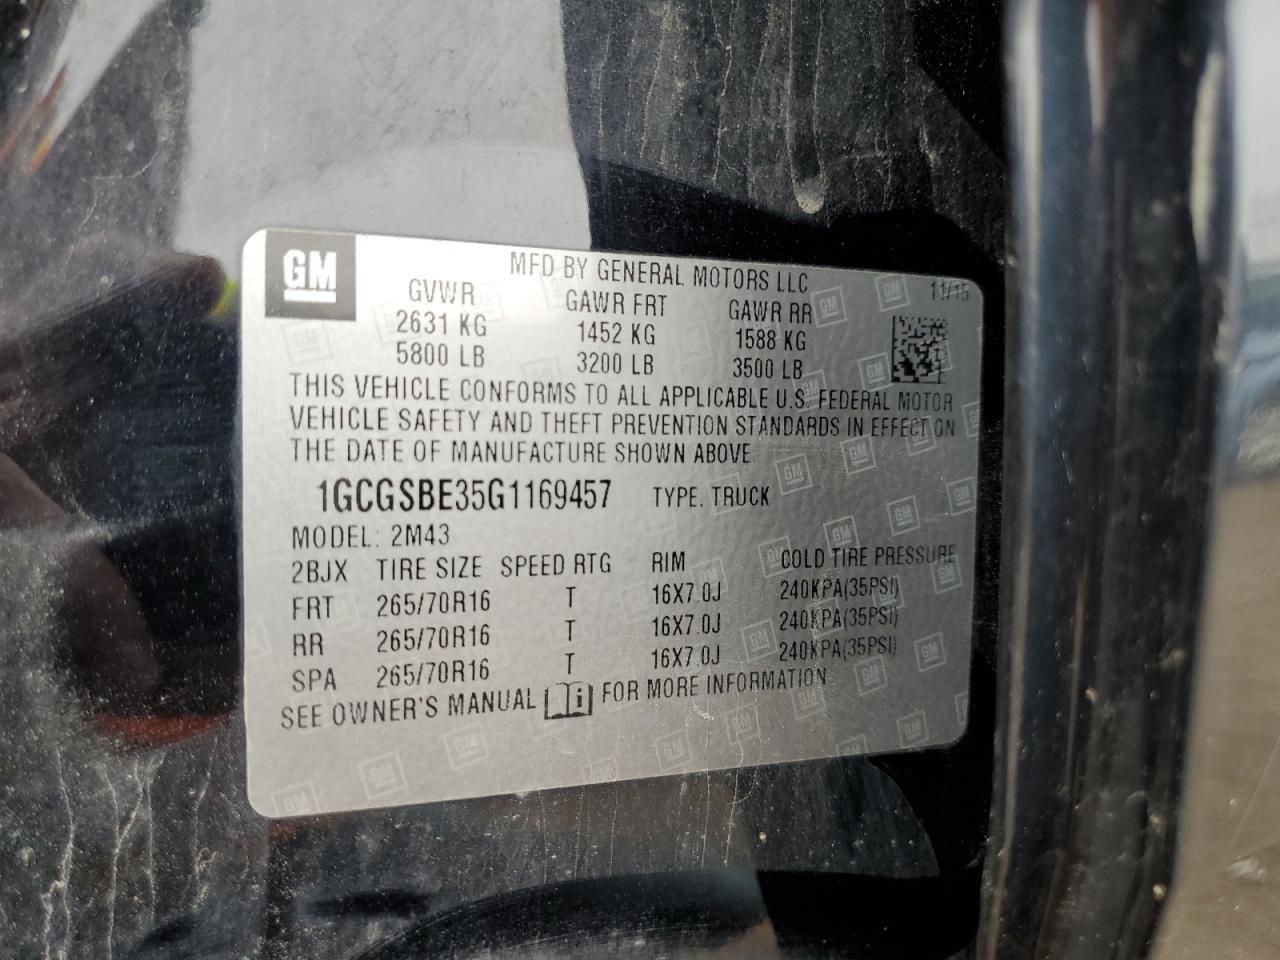 GM
MFD BY GENERAL MOTORS LLC
11/15
GVWR GAWR FRT GAWR RR
2631 KG 1452 KG 1588 KG
5800 LB 3200 LB 3500 LB
THIS VEHICLE CONFORMS TO ALL APPLICABLE U.S. FEDERAL MOTOR
VEHICLE SAFETY AND THEFT PREVENTION STANDARDS IN EFFECT ON
THE DATE OF MANUFACTURE SHOWN ABOVE
1GCGSBE35G1169457 TYPE. TRUCK
MODEL: 2M43
2BJX TIRE SIZE SPEED RTG RIM COLD TIRE PRESSURE
FRT 265/70R16 T 16X7.0J 240KPA(35PSI)
RR 265/70R16 T 16X7.0J 240KPA(35PSI)
SPA 265/70R16 T 16X7.0J 240KPA(35PSI)
SEE OWNER'S MANUAL i FOR MORE INFORMATION